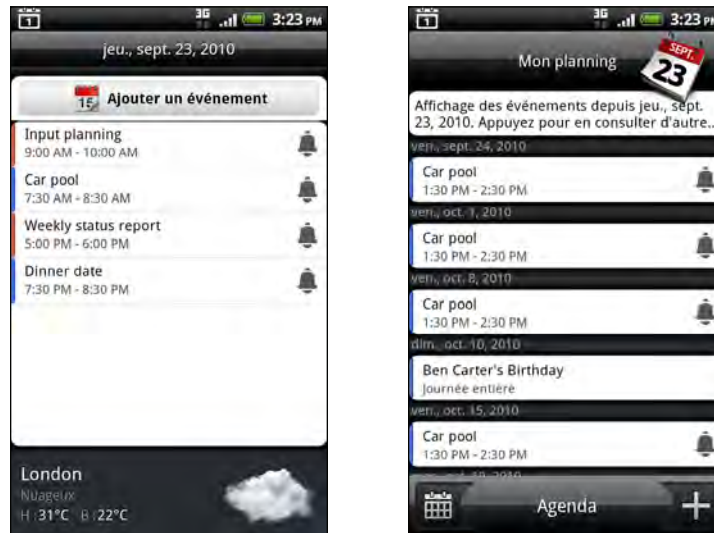 1
3G
3:23 PM
jeu., sept. 23, 2010
15
Ajouter un événement
Input planning
9:00 AM - 10:00 AM
Car pool
7:30 AM - 8:30 AM
Weekly status report
5:00 PM - 6:00 PM
Dinner date
7:30 PM - 8:30 PM
London
Nuageux
H :31°C B :22°C
1
3G
3:23 PM
Mon planning
SEPT.
23
Affichage des événements depuis jeu., sept.
23, 2010. Appuyez pour en consulter d'autre..
ven., sept. 24, 2010
Car pool
1:30 PM - 2:30 PM
ven., oct. 1, 2010
Car pool
1:30 PM - 2:30 PM
ven., oct. 8, 2010
Car pool
1:30 PM - 2:30 PM
dim., oct. 10, 2010
Ben Carter's Birthday
Journée entière
ven., oct. 15, 2010
Car pool
1:30 PM - 2:30 PM
Agenda